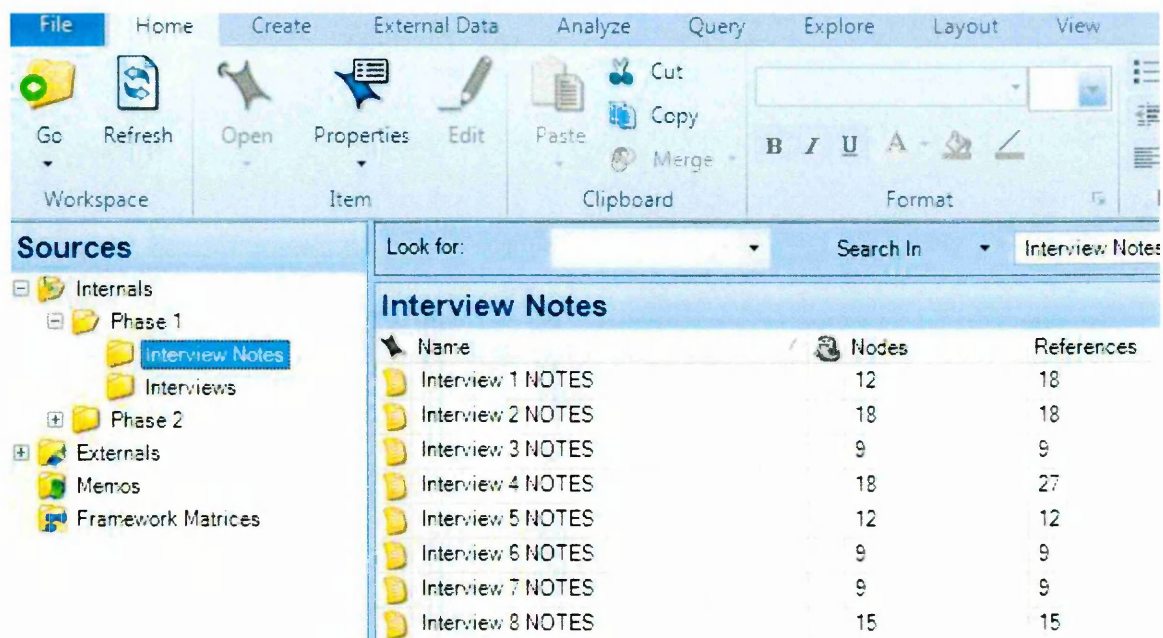 File Home Create External Data Analyze Query Explore Layout View
Go Refresh Open Properties Edit Paste Cut
Copy
Merge
B I U A
Workspace Item Clipboard Format
Sources
Internals
Phase 1
Interview Notes
Interviews
Phase 2
Externals
Memos
Framework Matrices
Look for: Search In Interview Notes
Interview Notes
Name Nodes References
Interview 1 NOTES 12 18
Interview 2 NOTES 18 18
Interview 3 NOTES 9 9
Interview 4 NOTES 18 27
Interview 5 NOTES 12 12
Interview 6 NOTES 9 9
Interview 7 NOTES 9 9
Interview 8 NOTES 15 15